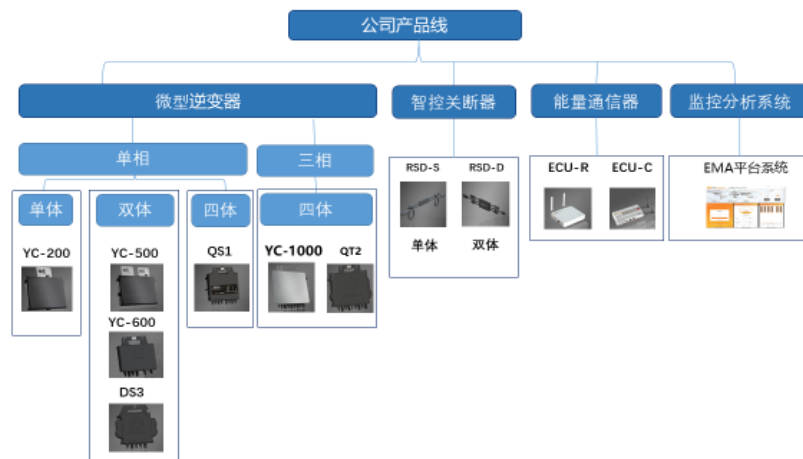 公司产品线
微型逆变器
智控关断器
能量通信器
监控分析系统
单相
三相
RSD-S
RSD-D
ECU-R
ECU-C
EMA平台系统
单体
双体
四体
四体
单体
双体
YC-200
YC-500
QS1
YC-1000
QT2
YC-600
DS3